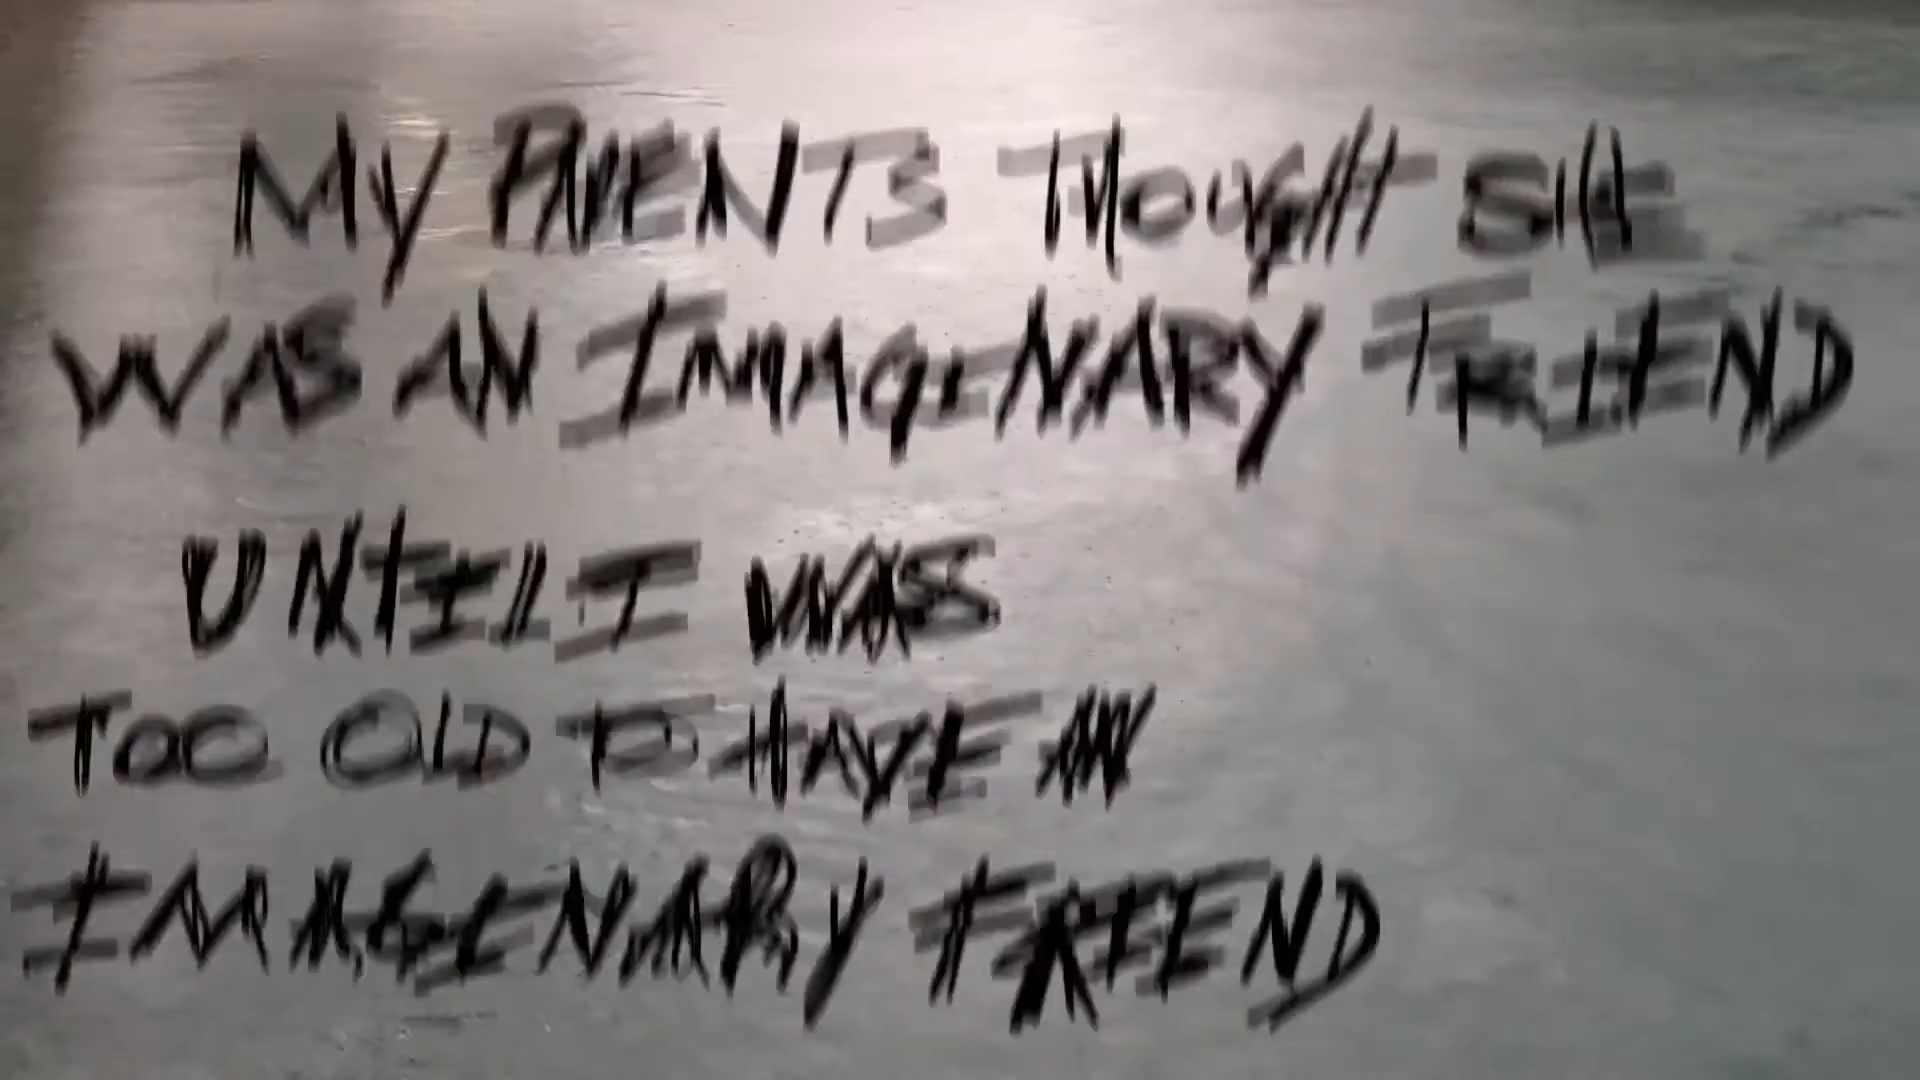 MY PARENTS THOUGHT SHE
WAS AN IMAGINARY FRIEND
UNTIL I WAS
TOO OLD TO HAVE AN
IMAGINARY FRIEND